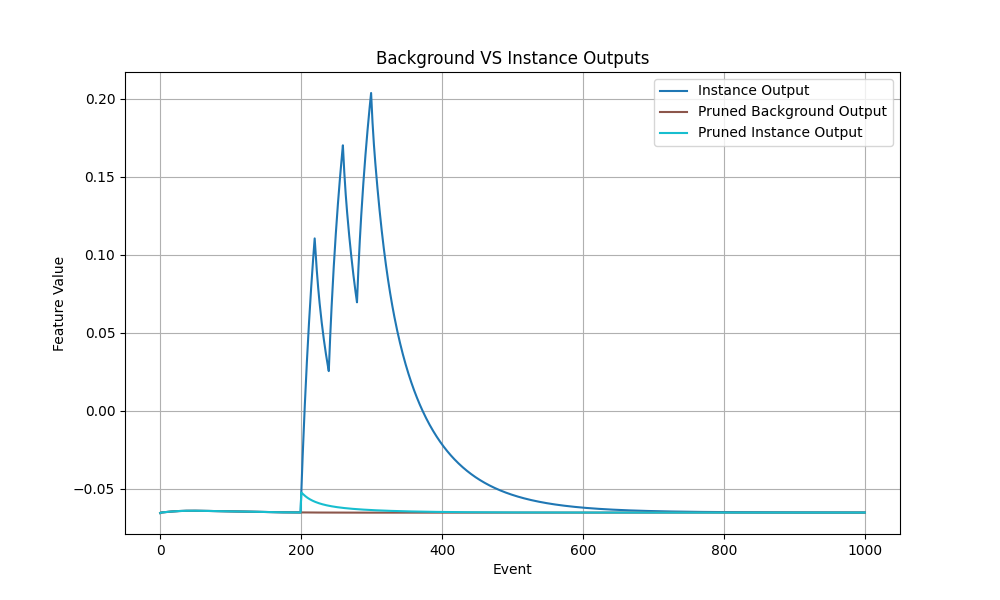 Background VS Instance Outputs
Instance Output
Pruned Background Output
Pruned Instance Output
Feature Value
0.20
0.15
0.10
0.05
0.00
−0.05
0 200 400 600 800 1000
Event